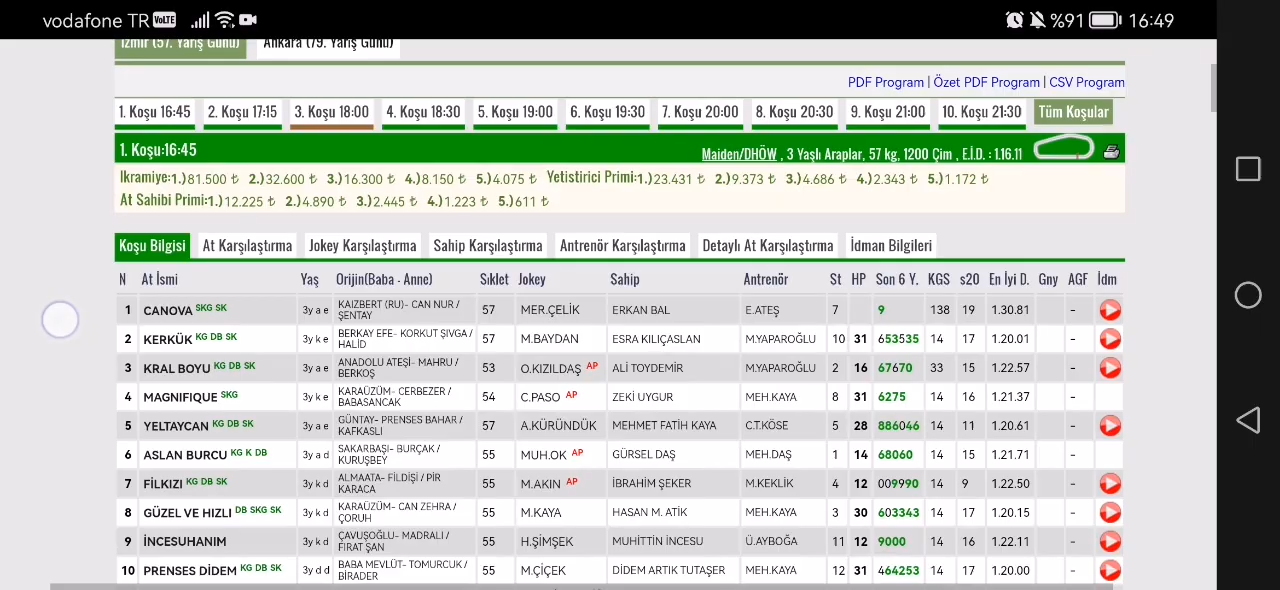 vodafone TR VoLTE %91 16:49
İzmir (57. Yarış Günü) Ankara (79. Yarış Günü)
PDF Program | Özet PDF Program | CSV Program
1. Koşu 16:45 2. Koşu 17:15 3. Koşu 18:00 4. Koşu 18:30 5. Koşu 19:00 6. Koşu 19:30 7. Koşu 20:00 8. Koşu 20:30 9. Koşu 21:00 10. Koşu 21:30 Tüm Koşular
1. Koşu:16:45 Maiden/DHÖW , 3 Yaşlı Araplar, 57 kg, 1200 Çim , E.İ.D. : 1.16.11
Ikramiye:1.)81.500 ₺ 2.)32.600 ₺ 3.)16.300 ₺ 4.)8.150 ₺ 5.)4.075 ₺ Yetistirici Primi:1.)23.431 ₺ 2.)9.373 ₺ 3.)4.686 ₺ 4.)2.343 ₺ 5.)1.172 ₺
At Sahibi Primi:1.)12.225 ₺ 2.)4.890 ₺ 3.)2.445 ₺ 4.)1.223 ₺ 5.)611 ₺
Koşu Bilgisi At Karşılaştırma Jokey Karşılaştırma Sahip Karşılaştırma Antrenör Karşılaştırma Detaylı At Karşılaştırma İdman Bilgileri
N At İsmi Yaş Orijin(Baba - Anne) Sıklet Jokey Sahip Antrenör St HP Son 6 Y. KGS s20 En İyi D. Gny AGF İdm
1 CANOVA SKG SK 3y a e KAIZBERT (RU)- CAN NUR / ŞENTAY 57 MER.ÇELİK ERKAN BAL E.ATEŞ 7 9 138 19 1.30.81 -
2 KERKÜK KG DB SK 3y k e BERKAY EFE- KORKUT ŞIVGA / HALİD 57 M.BAYDAN ESRA KILIÇASLAN M.YAPAROĞLU 10 31 653535 14 17 1.20.01 -
3 KRAL BOYU KG DB SK 3y a e ANADOLU ATEŞİ- MAHRU / BERKOŞ 53 O.KIZILDAŞ AP ALİ TOYDEMİR M.YAPAROĞLU 2 16 67670 33 15 1.22.57 -
4 MAGNIFIQUE SKG 3y k e KARAÜZÜM- CERBEZER / BABASANCAK 54 C.PASO AP ZEKİ UYGUR MEH.KAYA 8 31 6275 14 16 1.21.37 -
5 YELTAYCAN KG DB SK 3y a e GÜNTAY- PRENSES BAHAR / KAFKASLI 57 A.KÜRÜNDÜK MEHMET FATİH KAYA C.T.KÖSE 5 28 886046 14 11 1.20.61 -
6 ASLAN BURCU KG K DB 3y a d SAKARBAŞI- BURÇAK / KURUŞBEY 55 MUH.OK AP GÜRSEL DAŞ MEH.DAŞ 1 14 68060 14 15 1.21.71 -
7 FİLKIZI KG DB SK 3y k d ALMAATA- FİLDİŞİ / PİR KARACA 55 M.AKIN AP İBRAHİM ŞEKER M.KEKLİK 4 12 009990 14 9 1.22.50 -
8 GÜZEL VE HIZLI DB SKG SK 3y k d KARAÜZÜM- CAN ZEHRA / ÇORUH 55 M.KAYA HASAN M. ATİK MEH.KAYA 3 30 603343 14 17 1.20.15 -
9 İNCESUHANIM 3y k d ÇAVUŞOĞLU- MADRALI / FIRAT ŞAN 55 H.ŞİMŞEK MUHİTTİN İNCESU Ü.AYBOĞA 11 12 9000 14 16 1.22.11 -
10 PRENSES DİDEM KG DB SK 3y d d BABA MEVLÜT- TOMURCUK / BİRADER 55 M.ÇİÇEK DİDEM ARTIK TUTAŞER MEH.KAYA 12 31 464253 14 17 1.20.00 -